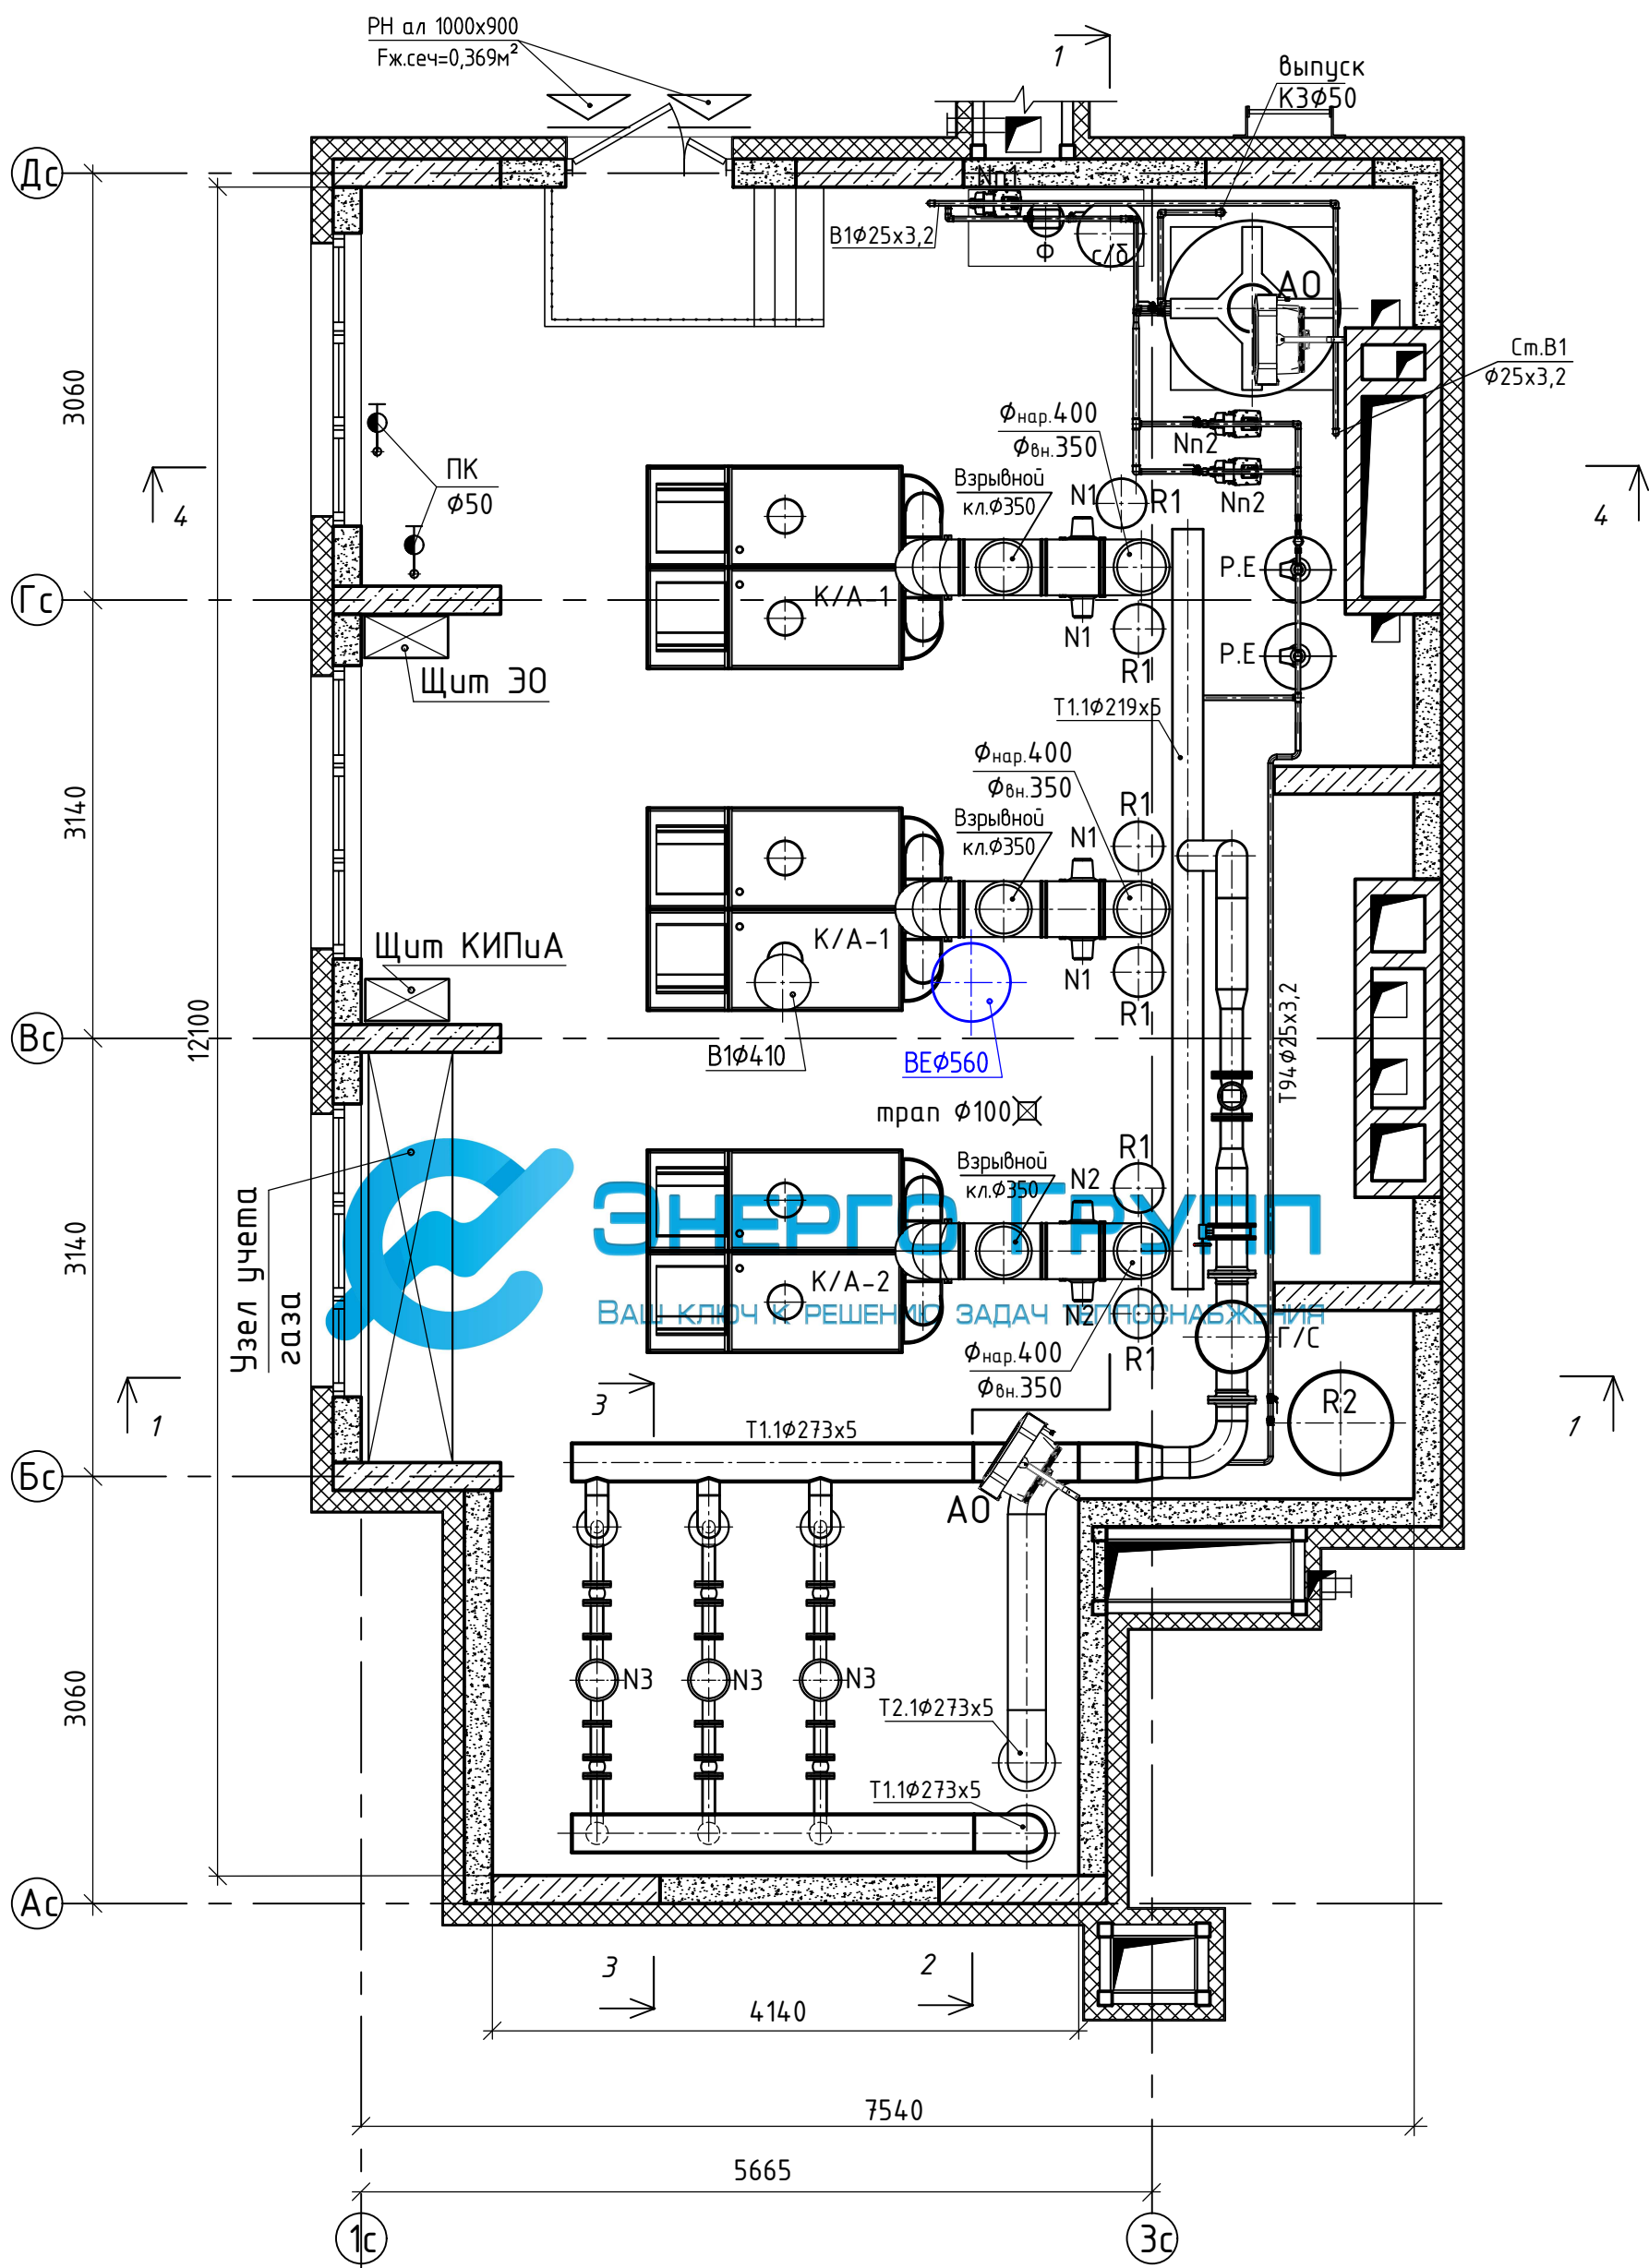 РН ал 1000х900
Fж.сеч=0,369м²
1
выпуск
К3Ф50
Дс
Nп1
В1Ф25х3,2
Ф
с/б
АО
Ст.В1
Ф25х3,2
3060
Фнар.400
Фвн.350
Nп2
ПК
Ф50
Взрывной
кл.Ф350
N1
R1
Nп2
4
4
К/А-1
Р.Е
Гс
N1
R1
Р.Е
Щит ЭО
Т1.1Ф219х5
Фнар.400
Фвн.350
Взрывной
кл.Ф350
R1
N1
3140
К/А-1
Щит КИПиА
N1
R1
12100
Вс
В1Ф410
ВЕФ560
Т94Ф25х3,2
трап Ф100
Взрывной
кл.Ф350
N2
R1
Энерго Групп
Узел учета
газа
3140
К/А-2
Ваш ключ к решению задач теплоснабжения
N2
R1
Г/С
Фнар.400
Фвн.350
R2
3
1
1
Т1.1Ф273х5
Бс
АО
N3
N3
N3
3060
Т2.1Ф273х5
Т1.1Ф273х5
Ас
3
2
4140
7540
5665
1с
3с